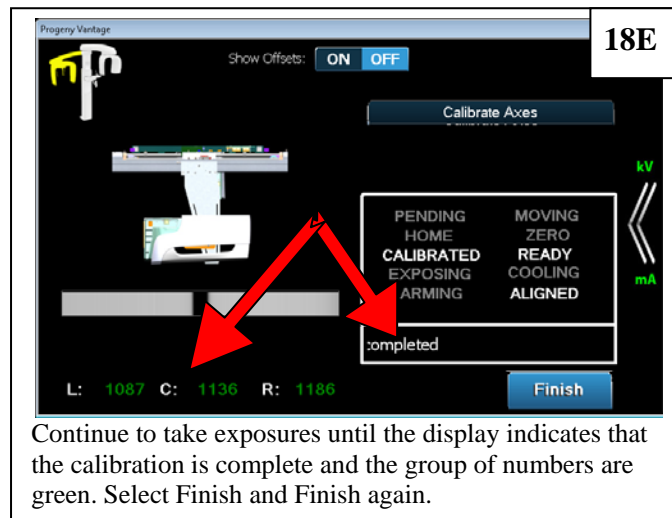 Progeny Vantage
18E
Show Offsets: ON OFF
Calibrate Axes
kV
PENDING MOVING
HOME ZERO
CALIBRATED READY
EXPOSING COOLING
ARMING ALIGNED
mA
completed
L: 1087 C: 1136 R: 1186
Finish
Continue to take exposures until the display indicates that
the calibration is complete and the group of numbers are
green. Select Finish and Finish again.